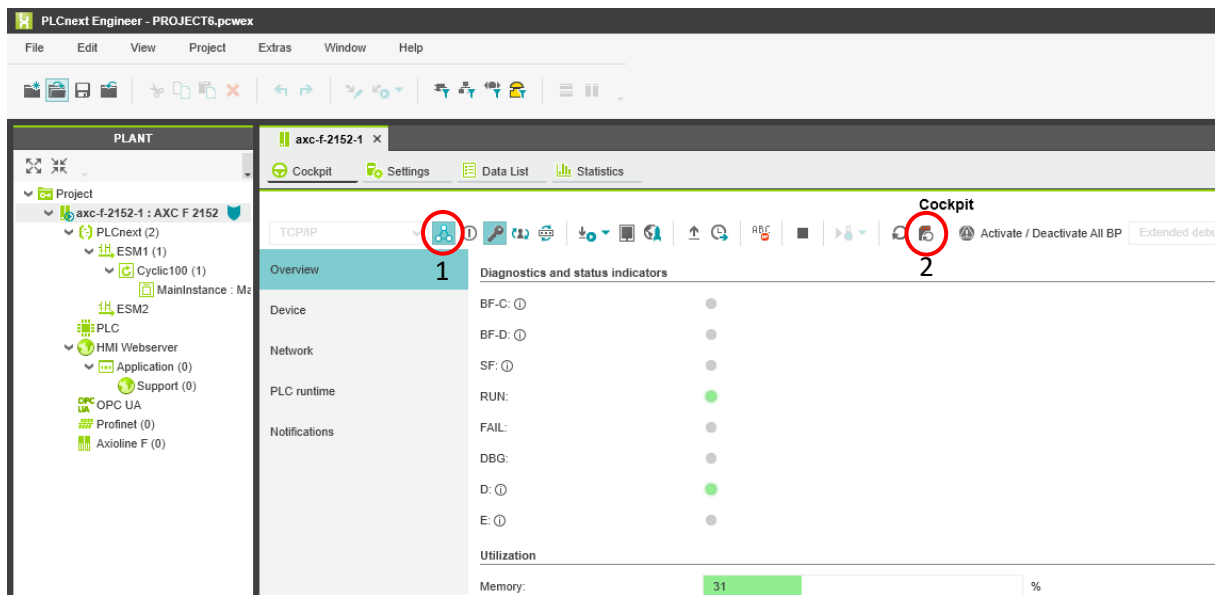 PLCnext Engineer - PROJECT6.pcwex
File Edit View Project Extras Window Help
PLANT
axc-f-2152-1 ×
Cockpit Settings Data List Statistics
Project
axc-f-2152-1 : AXC F 2152
PLCnext (2)
ESM1 (1)
Cyclic100 (1)
MainInstance : Ma
ESM2
PLC
HMI Webserver
Application (0)
Support (0)
OPC UA OPC UA
Profinet (0)
Axioline F (0)
Cockpit
TCP/IP
ABC
Activate / Deactivate All BP
Extended debu
1
2
Overview
Device
Network
PLC runtime
Notifications
Diagnostics and status indicators
BF-C:
BF-D:
SF:
RUN:
FAIL:
DBG:
D:
E:
Utilization
Memory: 31 %